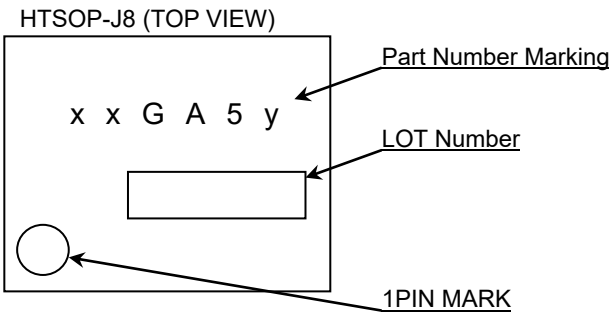 HTSOP-J8 (TOP VIEW)
Part Number Marking
x x G A 5 y
LOT Number
1PIN MARK